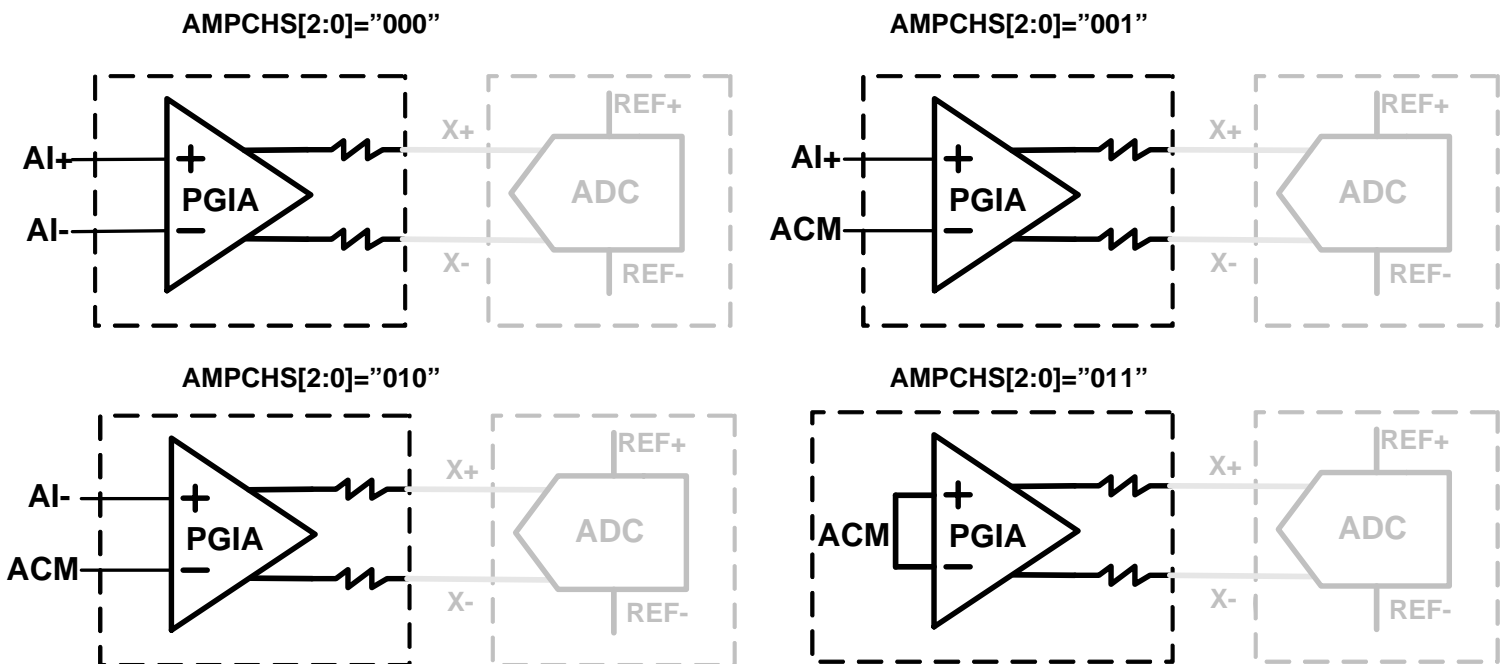 AMPCHS[2:0]="000"
AI+
AI-
+
PGIA
−
X+
X-
REF+
ADC
REF-
AMPCHS[2:0]="001"
AI+
ACM
+
PGIA
−
X+
X-
REF+
ADC
REF-
AMPCHS[2:0]="010"
AI-
ACM
+
PGIA
−
X+
X-
REF+
ADC
REF-
AMPCHS[2:0]="011"
ACM
+
PGIA
−
X+
X-
REF+
ADC
REF-